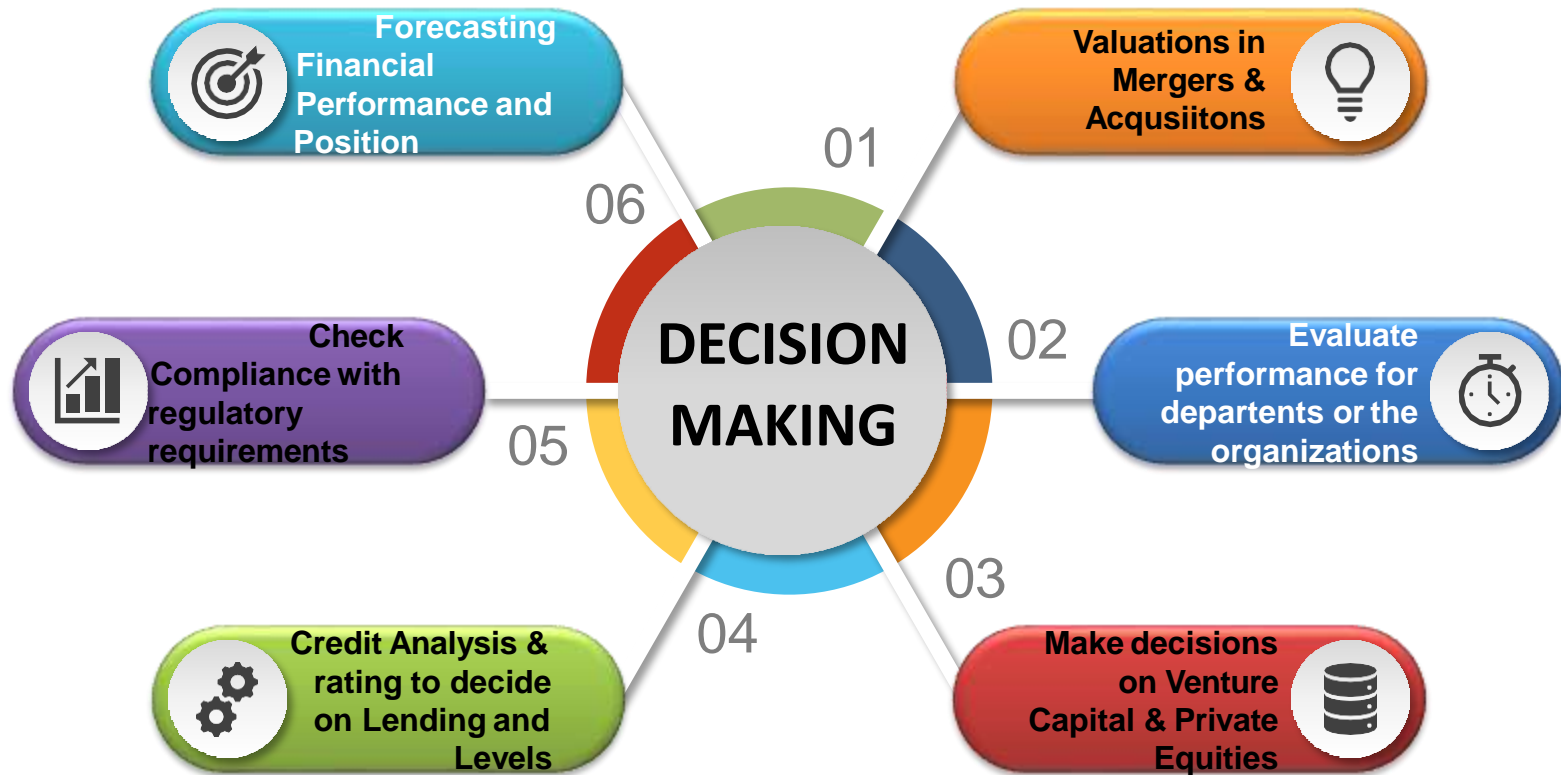 Forecasting
Financial
Performance and
Position
Valuations in
Mergers &
Acqusiitons
01
06
DECISION
MAKING
02
Check
Compliance with
regulatory
requirements
Evaluate
performance for
departents or the
organizations
05
03
04
Credit Analysis &
rating to decide
on Lending and
Levels
Make decisions
on Venture
Capital & Private
Equities